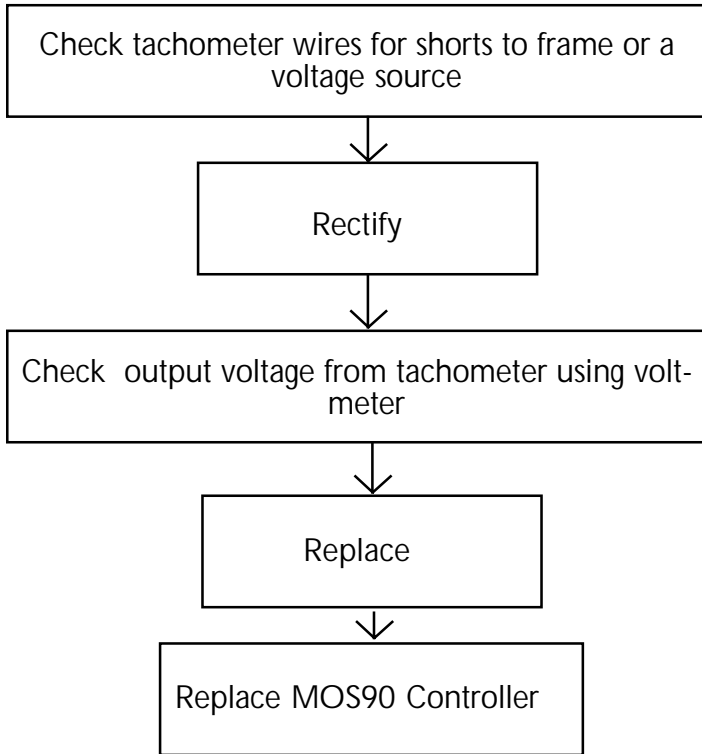 Check tachometer wires for shorts to frame or a
voltage source
Rectify
Check output voltage from tachometer using volt-
meter
Replace
Replace MOS90 Controller